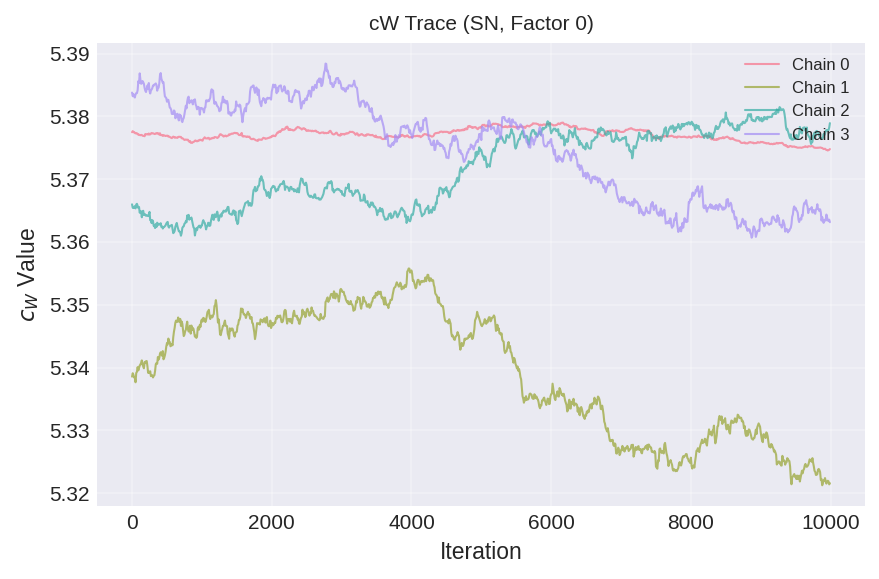 cW Trace (SN, Factor 0)
5.39
5.38
5.37
5.36
5.35
5.34
5.33
5.32
c_W Value
Chain 0
Chain 1
Chain 2
Chain 3
0 2000 4000 6000 8000 10000
Iteration